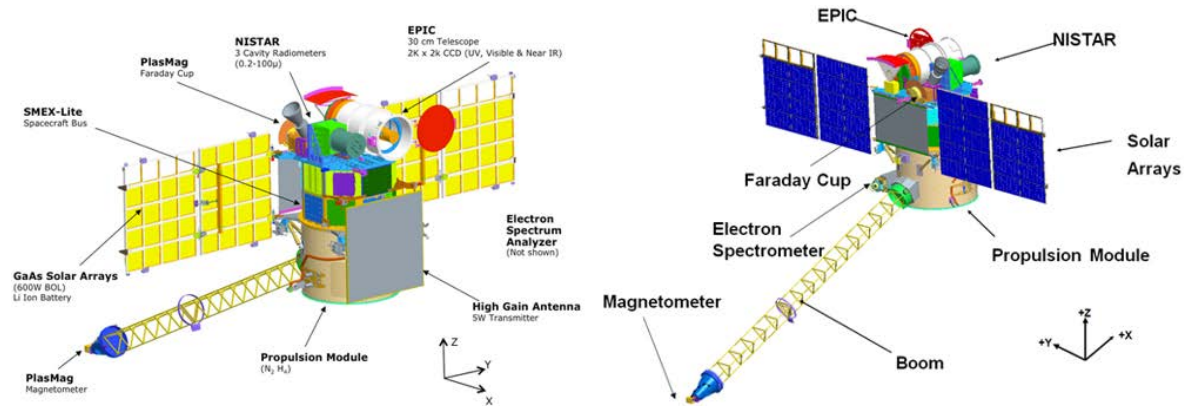 EPIC
30 cm Telescope
2K x 2k CCD (UV, Visible & Near IR)
NISTAR
3 Cavity Radiometers
(0.2-100µ)
PlasMag
Faraday Cup
SMEX-Lite
Spacecraft Bus
Electron
Spectrum
Analyzer
(Not shown)
GaAs Solar Arrays
(600W BOL)
Li Ion Battery
High Gain Antenna
5W Transmitter
Propulsion Module
(N₂ H₄)
PlasMag
Magnetometer
Z
Y
X
EPIC
NISTAR
Solar
Arrays
Faraday Cup
Electron
Spectrometer
Propulsion Module
Magnetometer
Boom
+Z
+X
+Y